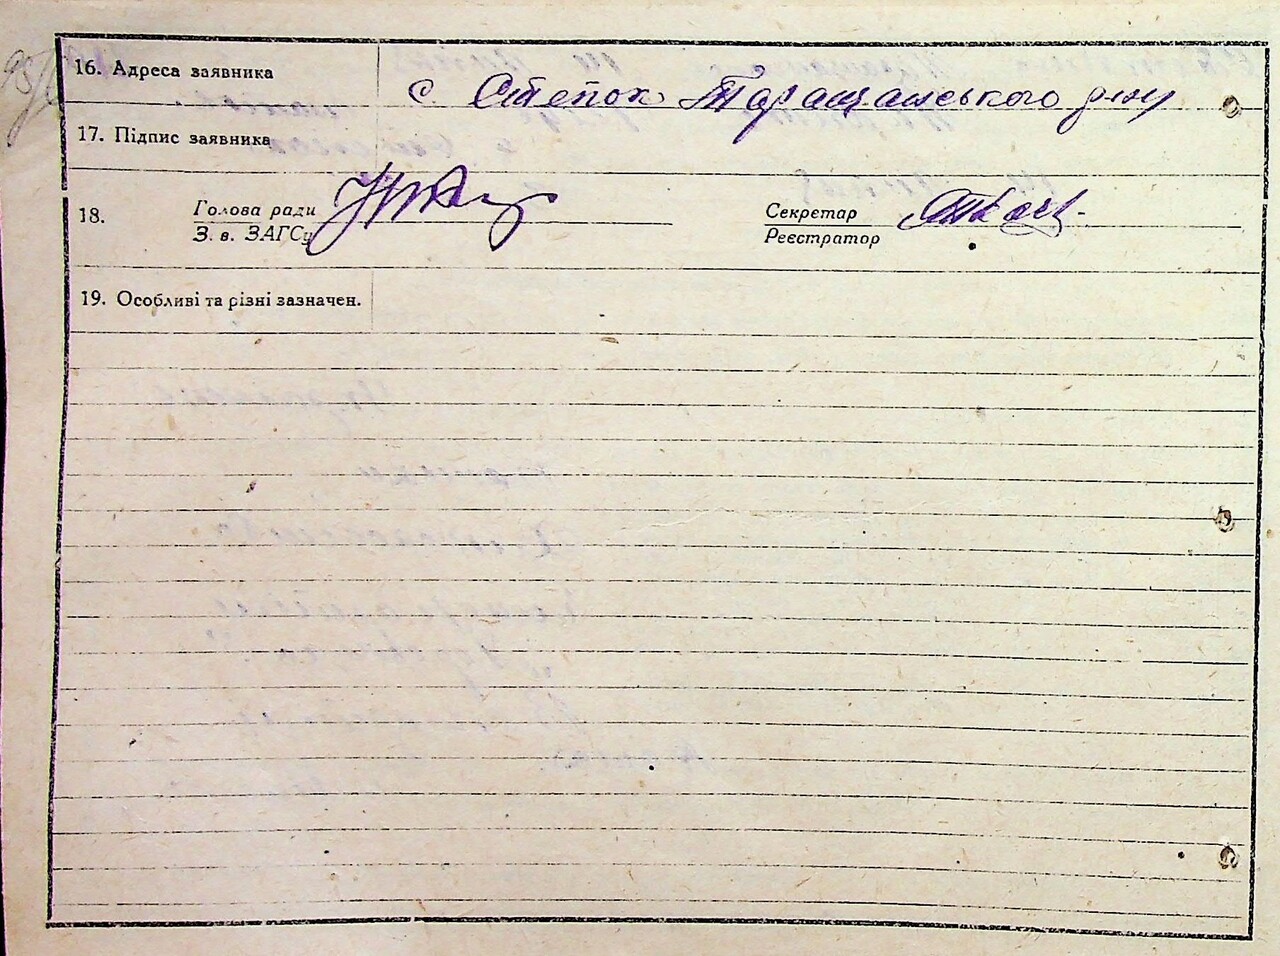 16. Адреса заявника с. Степок Таращанського р-ну
17. Підпис заявника
18. Голова ради Секретар
З. в. ЗАГСу Реєстратор
19. Особливі та різні зазначен.